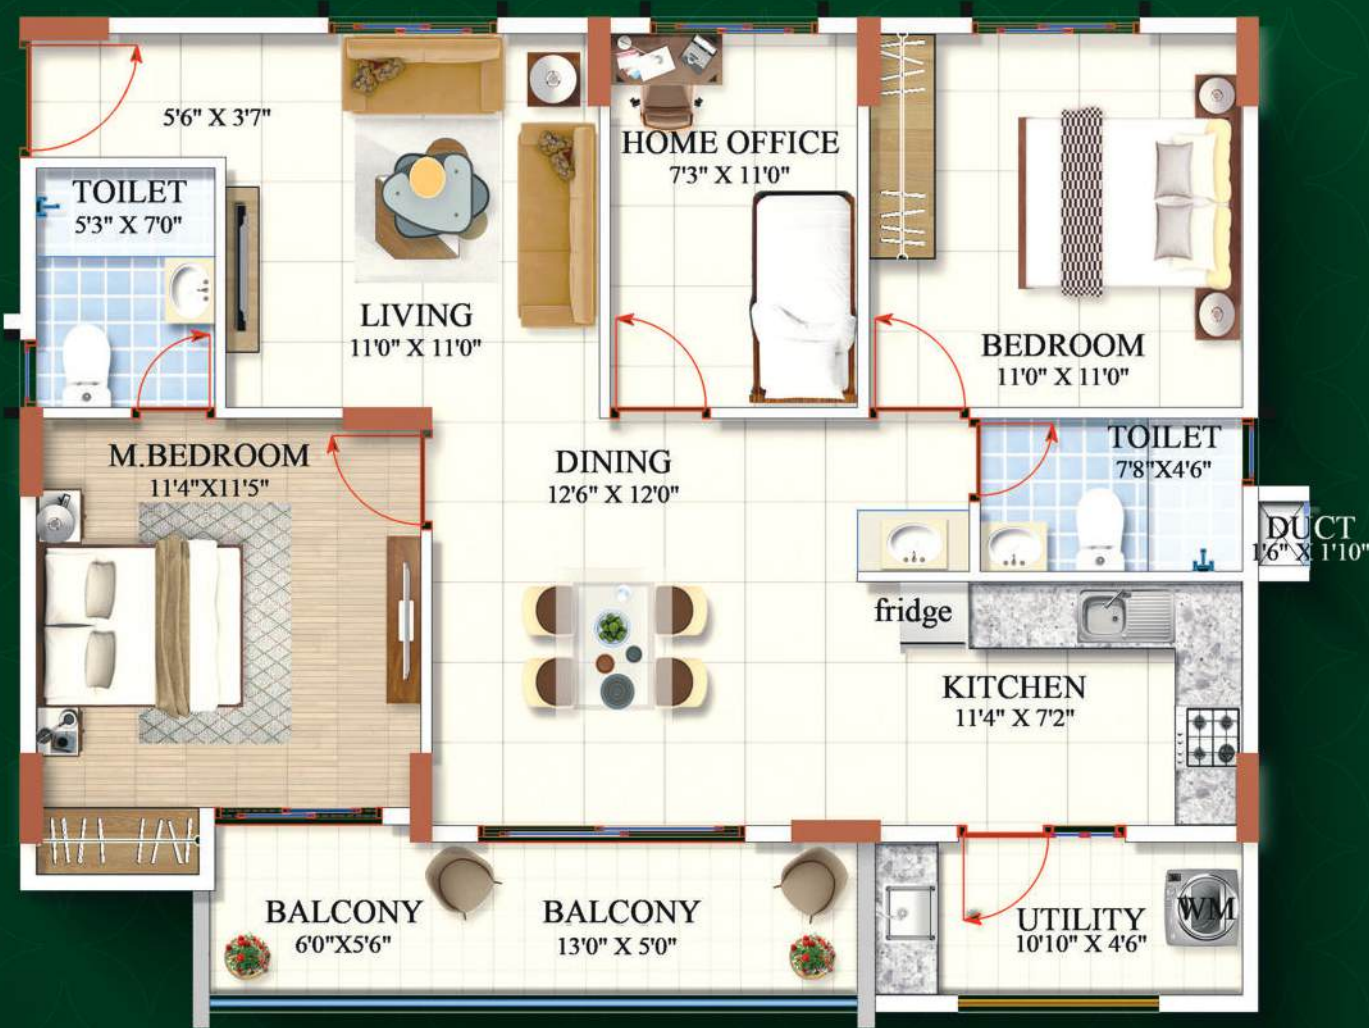 5'6" X 3'7"
TOILET
5'3" X 7'0"
LIVING
11'0" X 11'0"
HOME OFFICE
7'3" X 11'0"
BEDROOM
11'0" X 11'0"
M.BEDROOM
11'4"X11'5"
DINING
12'6" X 12'0"
TOILET
7'8"X4'6"
DUCT
1'6" X 1'10"
fridge
KITCHEN
11'4" X 7'2"
BALCONY
6'0"X5'6"
BALCONY
13'0" X 5'0"
UTILITY
10'10" X 4'6"
WM